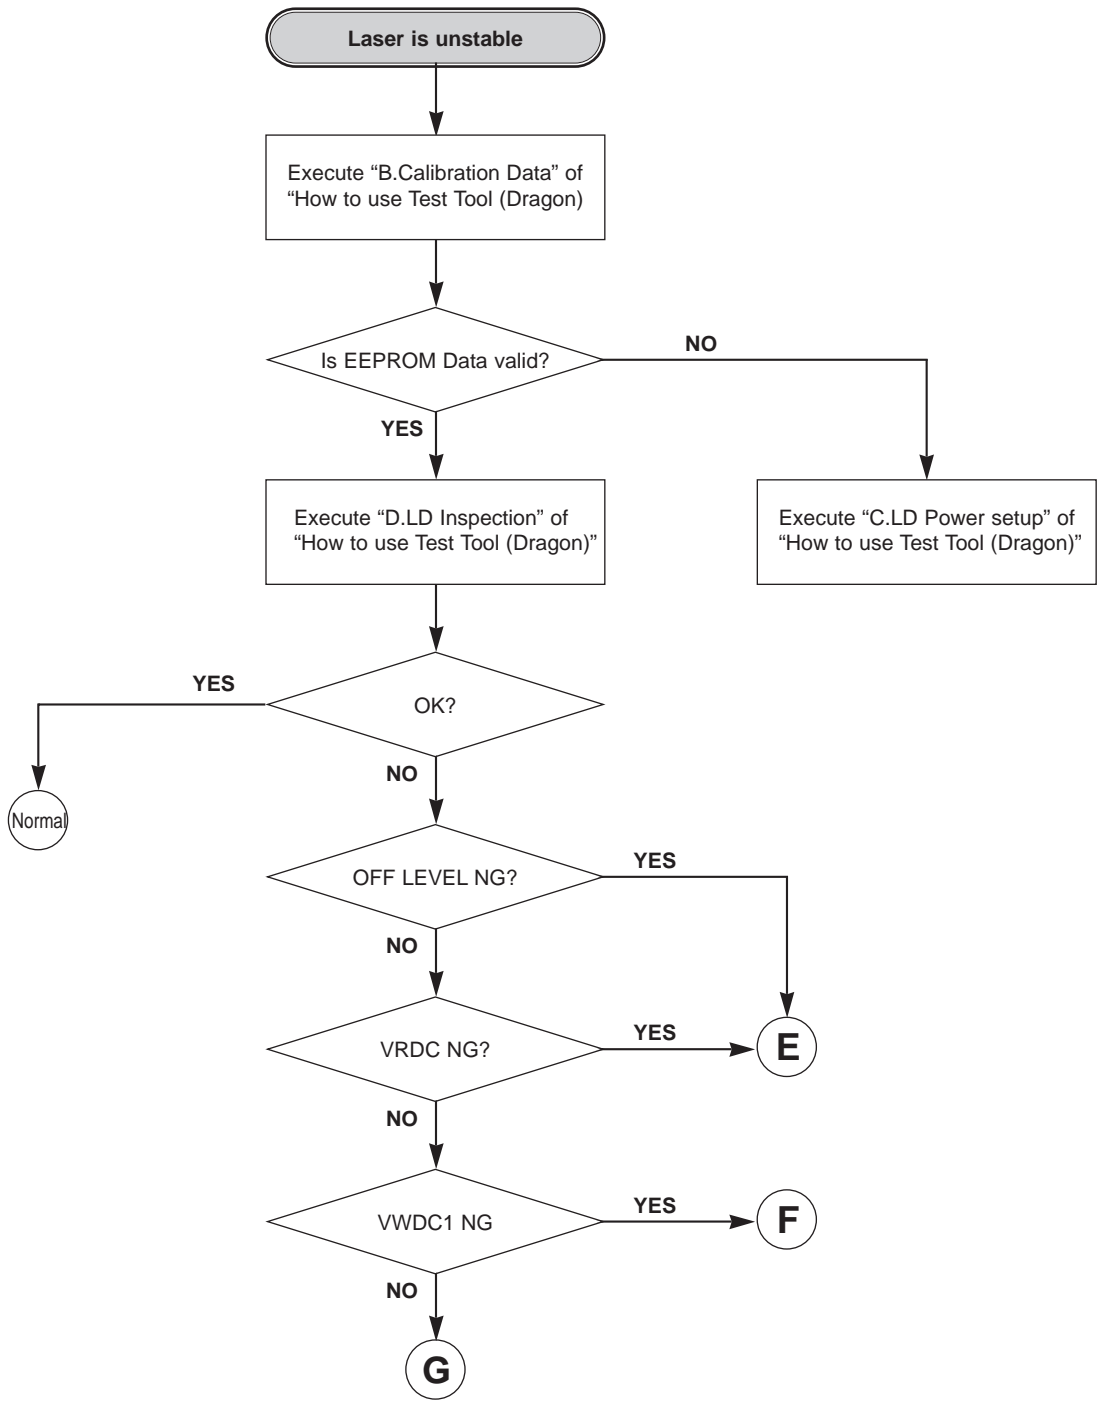 Laser is unstable
Execute “B.Calibration Data” of
“How to use Test Tool (Dragon)
Is EEPROM Data valid?
NO
YES
Execute “D.LD Inspection” of
“How to use Test Tool (Dragon)”
Execute “C.LD Power setup” of
“How to use Test Tool (Dragon)”
YES
OK?
NO
Normal
OFF LEVEL NG?
YES
NO
VRDC NG?
YES
E
NO
VWDC1 NG
YES
F
NO
G